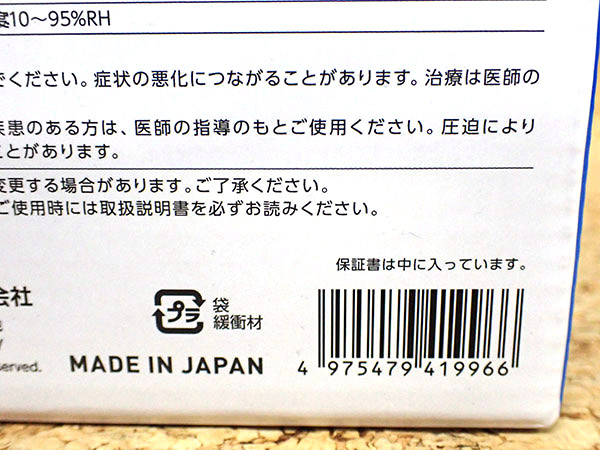 度10～95%RH
でください。症状の悪化につながることがあります。治療は医師の
疾患のある方は、医師の指導のもとご使用ください。圧迫により
ことがあります。
変更する場合があります。ご了承ください。
ご使用時には取扱説明書を必ずお読みください。
保証書は中に入っています。
会社
プラ
袋
緩衝材
served.
MADE IN JAPAN
4 975479 419966